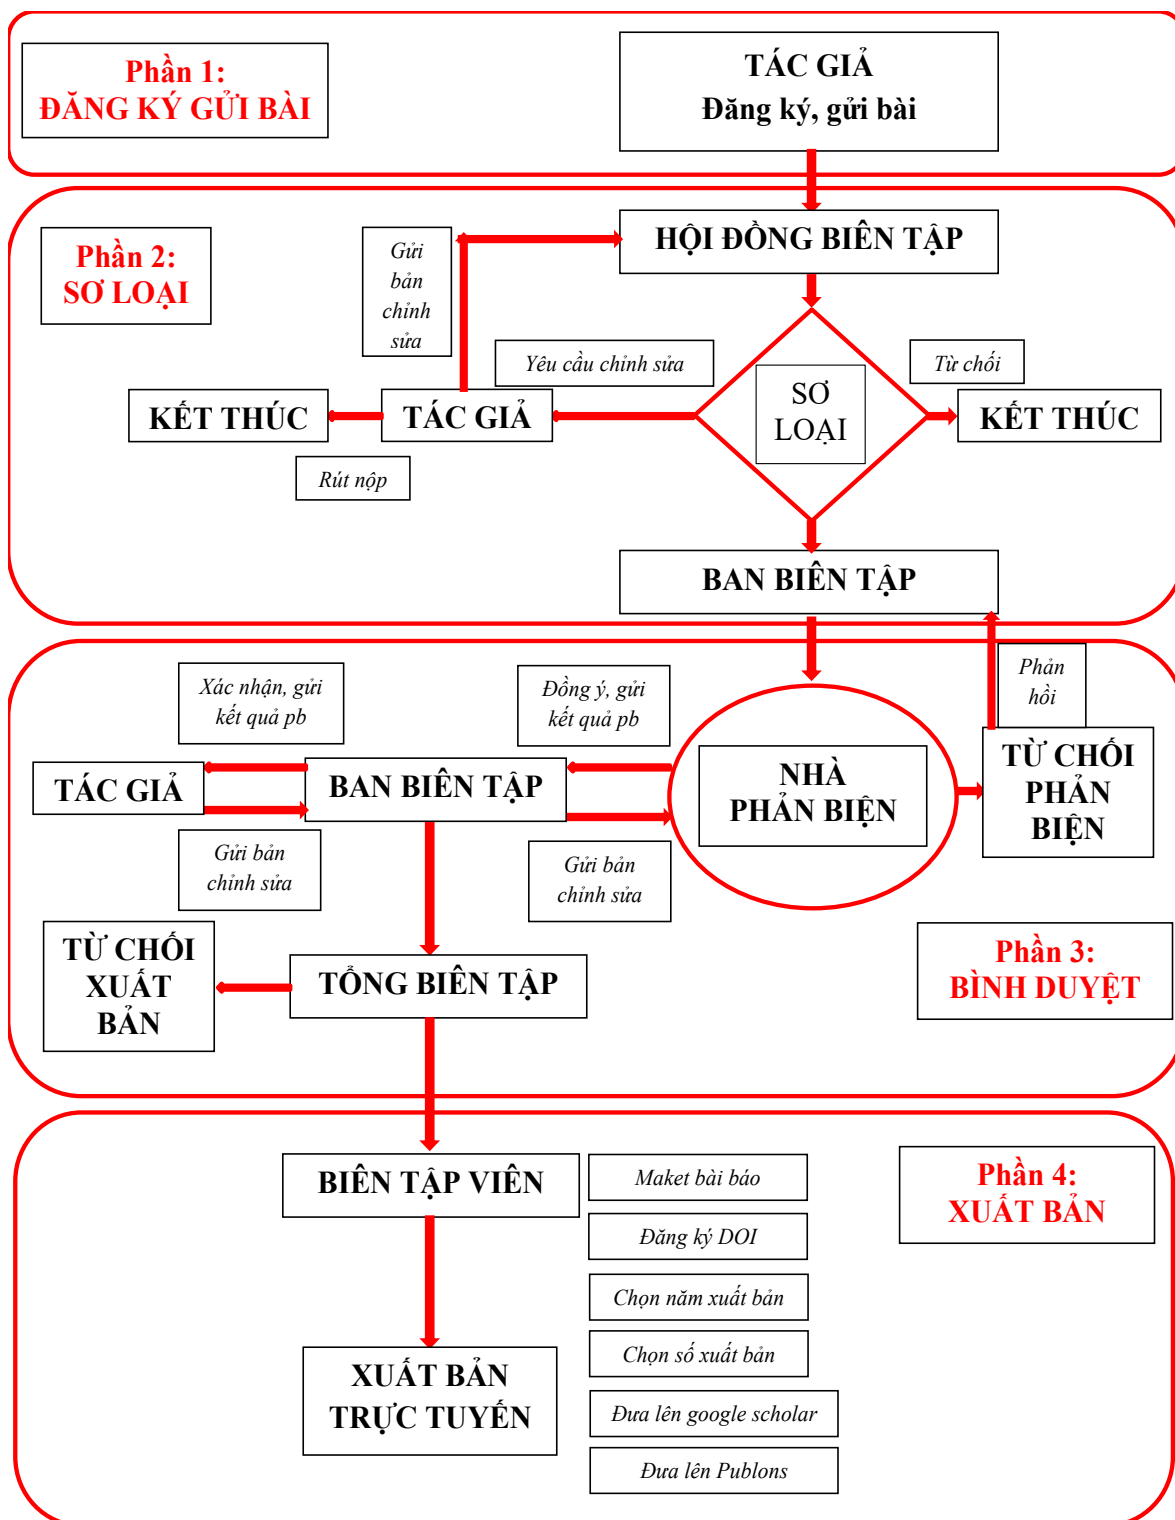 Phần 1:
ĐĂNG KÝ GỬI BÀI
TÁC GIẢ
Đăng ký, gửi bài
Phần 2:
SƠ LOẠI
Gửi
bản
chỉnh
sửa
HỘI ĐỒNG BIÊN TẬP
Yêu cầu chỉnh sửa
Từ chối
KẾT THÚC
TÁC GIẢ
SƠ
LOẠI
KẾT THÚC
Rút nộp
BAN BIÊN TẬP
Xác nhận, gửi
kết quả pb
Đồng ý, gửi
kết quả pb
Phản
hồi
TÁC GIẢ
BAN BIÊN TẬP
NHÀ
PHẢN BIỆN
TỪ CHỐI
PHẢN
BIỆN
Gửi bản
chỉnh sửa
Gửi bản
chỉnh sửa
TỪ CHỐI
XUẤT
BẢN
TỔNG BIÊN TẬP
Phần 3:
BÌNH DUYỆT
BIÊN TẬP VIÊN
Maket bài báo
Phần 4:
XUẤT BẢN
Đăng ký DOI
Chọn năm xuất bản
Chọn số xuất bản
XUẤT BẢN
TRỰC TUYẾN
Đưa lên google scholar
Đưa lên Publons